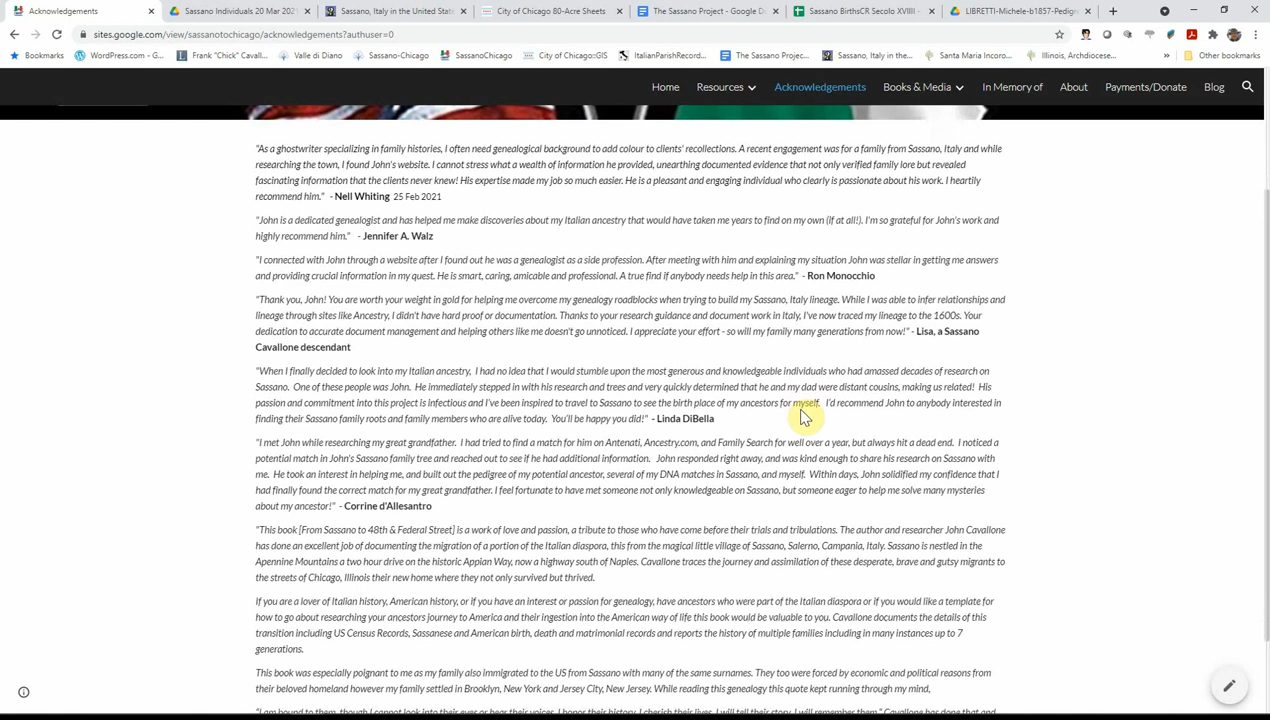 Acknowledgements
Sassano Individuals 20 Mar 202
Sassano, Italy in the United State
City of Chicago 80-Acre Sheets
The Sassano Project - Google D
Sassano BirthsCR Secolo XVIIII -
LIBRETTI-Michele-b1857-Pedigr
sites.google.com/view/sassanotochicago/acknowledgements?authuser=0
Bookmarks
WordPress.com - G...
Frank "Chick" Caval...
Valle di Diano
Sassano-Chicago
SassanoChicago
City of Chicago::GIS
ItalianParishRecord...
The Sassano Projec...
Sassano, Italy in the...
Santa Maria Incoro...
Illinois, Archdiocese...
»
Other bookmarks
Home
Resources
Acknowledgements
Books & Media
In Memory of
About
Payments/Donate
Blog
"As a ghostwriter specializing in family histories, I often need genealogical background to add colour to clients' recollections. A recent engagement was for a family from Sassano, Italy and while
researching the town, I found John's website. I cannot stress what a wealth of information he provided, unearthing documented evidence that not only verified family lore but revealed
fascinating information that the clients never knew! His expertise made my job so much easier. He is a pleasant and engaging individual who clearly is passionate about his work. I heartily
recommend him." - Nell Whiting 25 Feb 2021
"John is a dedicated genealogist and has helped me make discoveries about my Italian ancestry that would have taken me years to find on my own (if at all!). I'm so grateful for John's work and
highly recommend him." - Jennifer A. Walz
"I connected with John through a website after I found out he was a genealogist as a side profession. After meeting with him and explaining my situation John was stellar in getting me answers
and providing crucial information in my quest. He is smart, caring, amicable and professional. A true find if anybody needs help in this area." - Ron Monocchio
"Thank you, John! You are worth your weight in gold for helping me overcome my genealogy roadblocks when trying to build my Sassano, Italy lineage. While I was able to infer relationships and
lineage through sites like Ancestry, I didn't have hard proof or documentation. Thanks to your research guidance and document work in Italy, I've now traced my lineage to the 1600s. Your
dedication to accurate document management and helping others like me doesn't go unnoticed. I appreciate your effort - so will my family many generations from now!" - Lisa, a Sassano
Cavallone descendant
"When I finally decided to look into my Italian ancestry, I had no idea that I would stumble upon the most generous and knowledgeable individuals who had amassed decades of research on
Sassano. One of these people was John. He immediately stepped in with his research and trees and very quickly determined that he and my dad were distant cousins, making us related! His
passion and commitment into this project is infectious and I've been inspired to travel to Sassano to see the birth place of my ancestors for myself. I'd recommend John to anybody interested in
finding their Sassano family roots and family members who are alive today. You'll be happy you did!" - Linda DiBella
"I met John while researching my great grandfather. I had tried to find a match for him on Antenati, Ancestry.com, and Family Search for well over a year, but always hit a dead end. I noticed a
potential match in John's Sassano family tree and reached out to see if he had additional information. John responded right away, and was kind enough to share his research on Sassano with
me. He took an interest in helping me, and built out the pedigree of my potential ancestor, several of my DNA matches in Sassano, and myself. Within days, John solidified my confidence that I
had finally found the correct match for my great grandfather. I feel fortunate to have met someone not only knowledgeable on Sassano, but someone eager to help me solve many mysteries
about my ancestor!" - Corrine d'Allesantro
"This book [From Sassano to 48th & Federal Street] is a work of love and passion, a tribute to those who have come before their trials and tribulations. The author and researcher John Cavallone
has done an excellent job of documenting the migration of a portion of the Italian diaspora, this from the magical little village of Sassano, Salerno, Campania, Italy. Sassano is nestled in the
Apennine Mountains a two hour drive on the historic Appian Way, now a highway south of Naples. Cavallone traces the journey and assimilation of these desperate, brave and gutsy migrants to
the streets of Chicago, Illinois their new home where they not only survived but thrived.
If you are a lover of Italian history, American history, or if you have an interest or passion for genealogy, have ancestors who were part of the Italian diaspora or if you would like a template for
how to go about researching your ancestors journey to America and their ingestion into the American way of life this book would be valuable to you. Cavallone documents the details of this
transition including US Census Records, Sassanese and American birth, death and matrimonial records and reports the history of multiple families including in many instances up to 7
generations.
This book was especially poignant to me as my family also immigrated to the US from Sassano with many of the same surnames. They too were forced by economic and political reasons from
their beloved homeland however my family settled in Brooklyn, New York and Jersey City, New Jersey. While reading this genealogy this quote kept running through my mind,
"I am bound to them, though I cannot look into their eyes or hear their voices. I honor their history. I cherish their lives. I will tell their story. I will remember them." Cavallone has done that and